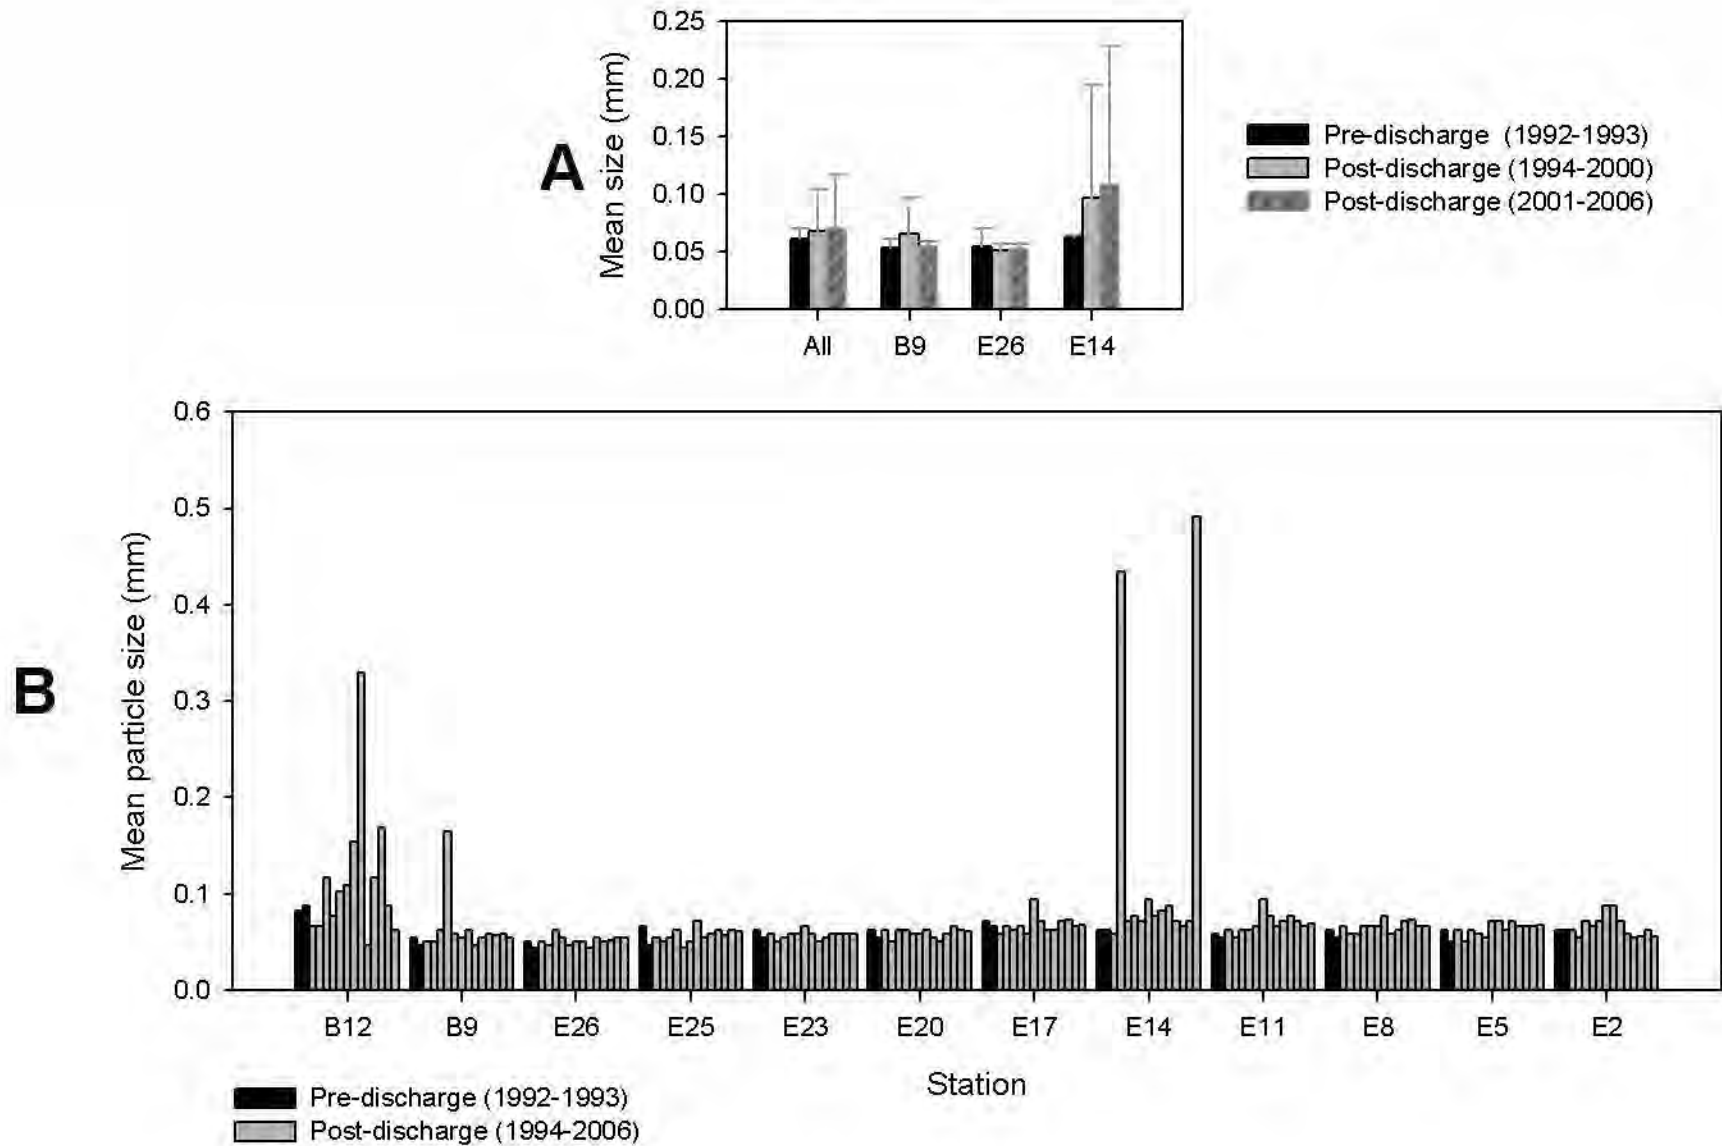 A
Mean size (mm)
0.25
0.20
0.15
0.10
0.05
0.00
All B9 E26 E14
Pre-discharge (1992-1993)
Post-discharge (1994-2000)
Post-discharge (2001-2006)
B
Mean particle size (mm)
0.6
0.5
0.4
0.3
0.2
0.1
0.0
B12 B9 E26 E25 E23 E20 E17 E14 E11 E8 E5 E2
Station
Pre-discharge (1992-1993)
Post-discharge (1994-2006)